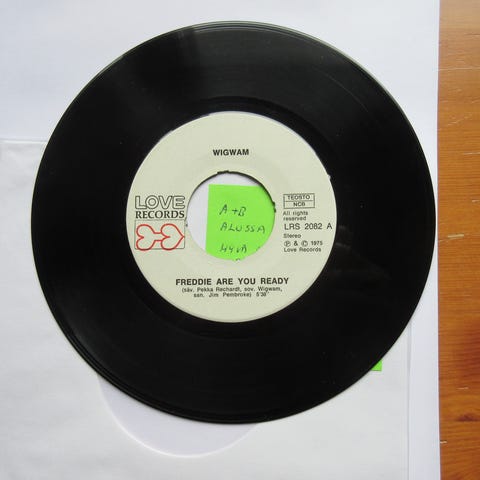 WIGWAM
LOVE
RECORDS
A+B
ALUSSA
TEOSTO
NCB
All rights
reserved
LRS 2082 A
Stereo
℗ & © 1975
Love Records
FREDDIE ARE YOU READY
(säv. Pekka Rechardt, sov. Wigwam,
san. Jim Pembroke) 5'38"